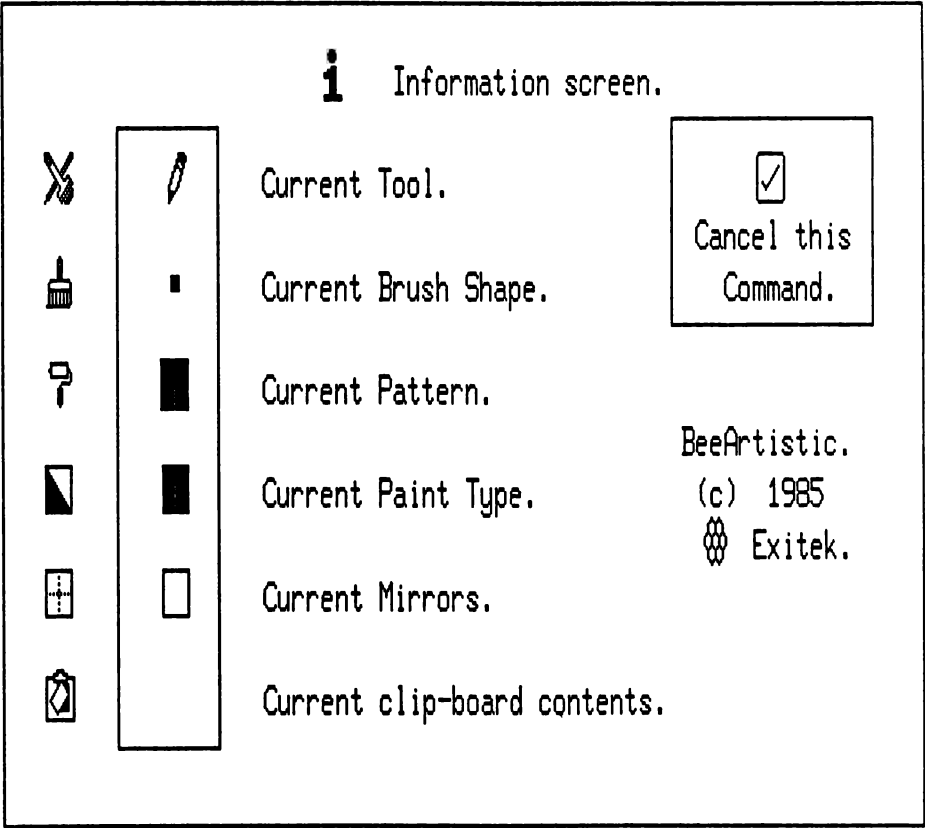 i Information screen.
Current Tool.
Current Brush Shape.
Current Pattern.
Current Paint Type.
Current Mirrors.
Current clip-board contents.
Cancel this
Command.
BeeArtistic.
(c) 1985
Exitek.